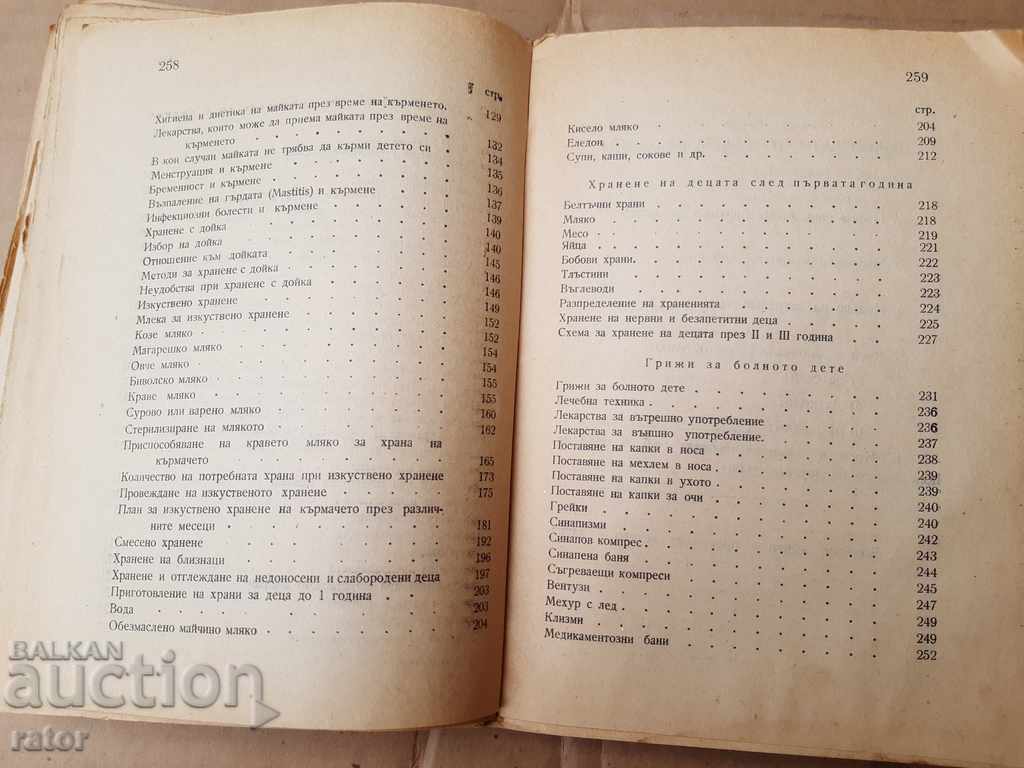 258
стр.
Хигиена и диетика на майката през време на кърменето. 129
Лекарства, които може да приема майката през време на
кърменето . . . . . . . . 132
В кои случаи майката не трябва да кърми детето си . 134
Менструация и кърмене . . . . . . 135
Бременност и кърмене . . . . . . 136
Възпаление на гърдата (Mastitis) и кърмене . . . 137
Инфекциозни болести и кърмене . . . . . 139
Хранене с дойка . . . . . . . 140
Избор на дойка . . . . . . . 140
Отношение към дойката . . . . . . 145
Методи за хранене с дойка . . . . . 146
Неудобства при хранене с дойка . . . . . 146
Изкуствено хранене . . . . . . . 149
Млека за изкуствено хранене . . . . . 152
Козе мляко . . . . . . . . 152
Магарешко мляко . . . . . . . 154
Овче мляко . . . . . . . . 154
Биволско мляко . . . . . . . 155
Краве мляко . . . . . . . . 155
Сурово или варено мляко . . . . . . 160
Стерилизиране на млякото . . . . . . 162
Приспособяване на кравето мляко за храна на
кърмачето . . . . . . . . 165
Количество на потребната храна при изкуствено хранене 173
Провеждане на изкуственото хранене . . . . 175
План за изкуствено хранене на кърмачето през различ-
ните месеци . . . . . . . . 181
Смесено хранене . . . . . . . 192
Хранене на близнаци . . . . . . . 196
Хранене и отглеждане на недоносени и слабородени деца 197
Приготовление на храни за деца до 1 година . . . 203
Вода . . . . . . . . . 203
Обезмаслено майчино мляко . . . . . . 204
259
стр.
Кисело мляко . . . . . . . . 204
Еледон . . . . . . . . . 209
Супи, каши, сокове и др. . . . . . . 212
Хранене на децата след първата година
Белтъчни храни . . . . . . . 218
Мляко . . . . . . . . . 218
Месо . . . . . . . . . 219
Яйца . . . . . . . . . 221
Бобови храни. . . . . . . . 222
Тлъстини . . . . . . . . 223
Въглеводи . . . . . . . . 223
Разпределение на храненията . . . . . 224
Хранене на нервни и безапетитни деца . . . . 225
Схема за хранене на децата през II и III година . . 227
Грижи за болното дете
Грижи за болното дете . . . . . . 231
Лечебна техника . . . . . . . 236
Лекарства за вътрешно употребление . . . . 236
Лекарства за външно употребление. . . . . 237
Поставяне на капки в носа . . . . . . 238
Поставяне на мехлем в носа . . . . . . 239
Поставяне на капки в ухото . . . . . . 239
Поставяне на капки за очи . . . . . . 240
Грейки . . . . . . . . . 240
Синапизми . . . . . . . . 242
Синапов компрес . . . . . . . 243
Синапена баня . . . . . . . 244
Съгреващи компреси . . . . . . . 245
Вентузи . . . . . . . . . 247
Мехур с лед . . . . . . . . 249
Клизми . . . . . . . . . 249
Медикаментозни бани . . . . . . . 252
BALKAN
auction
rator